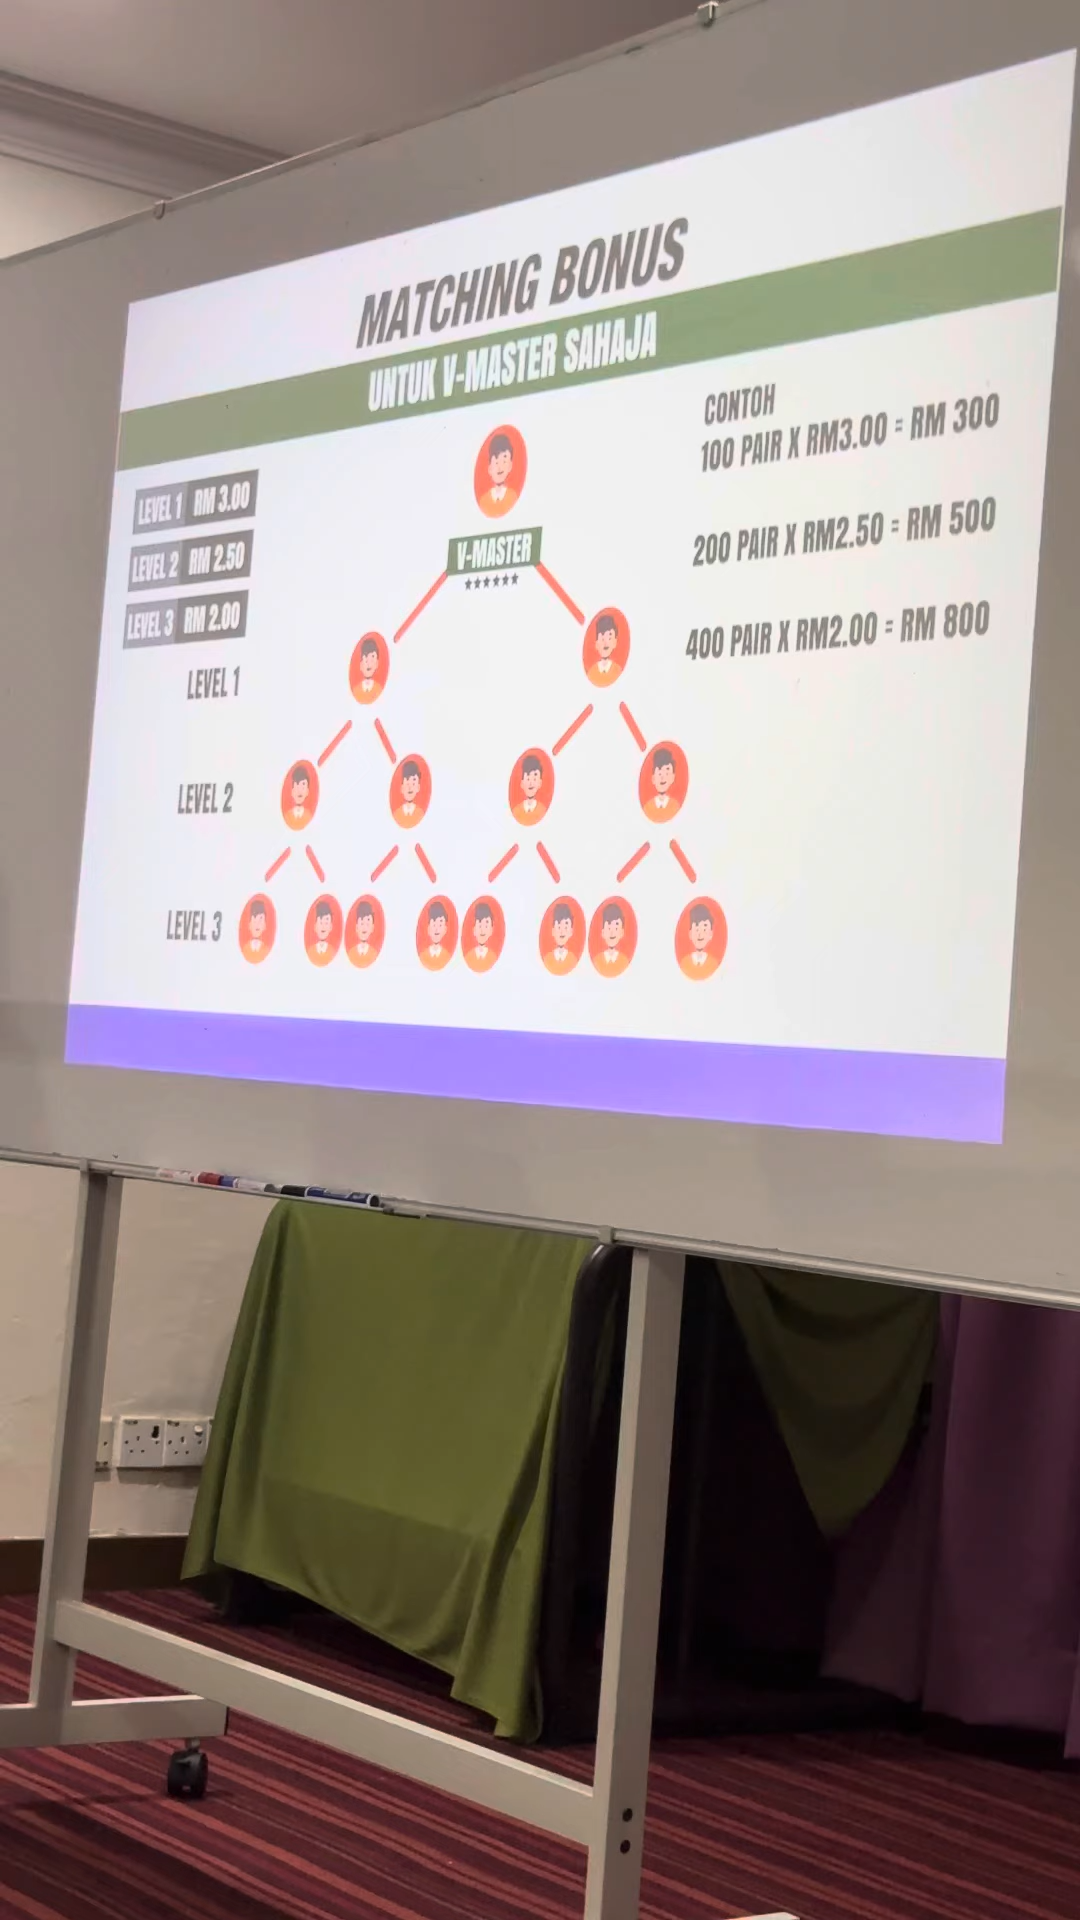 MATCHING BONUS
UNTUK V-MASTER SAHAJA
LEVEL 1 RM 3.00
LEVEL 2 RM 2.50
LEVEL 3 RM 2.00
V-MASTER
★★★★★★
LEVEL 1
LEVEL 2
LEVEL 3
CONTOH
100 PAIR X RM3.00 = RM 300
200 PAIR X RM2.50 = RM 500
400 PAIR X RM2.00 = RM 800